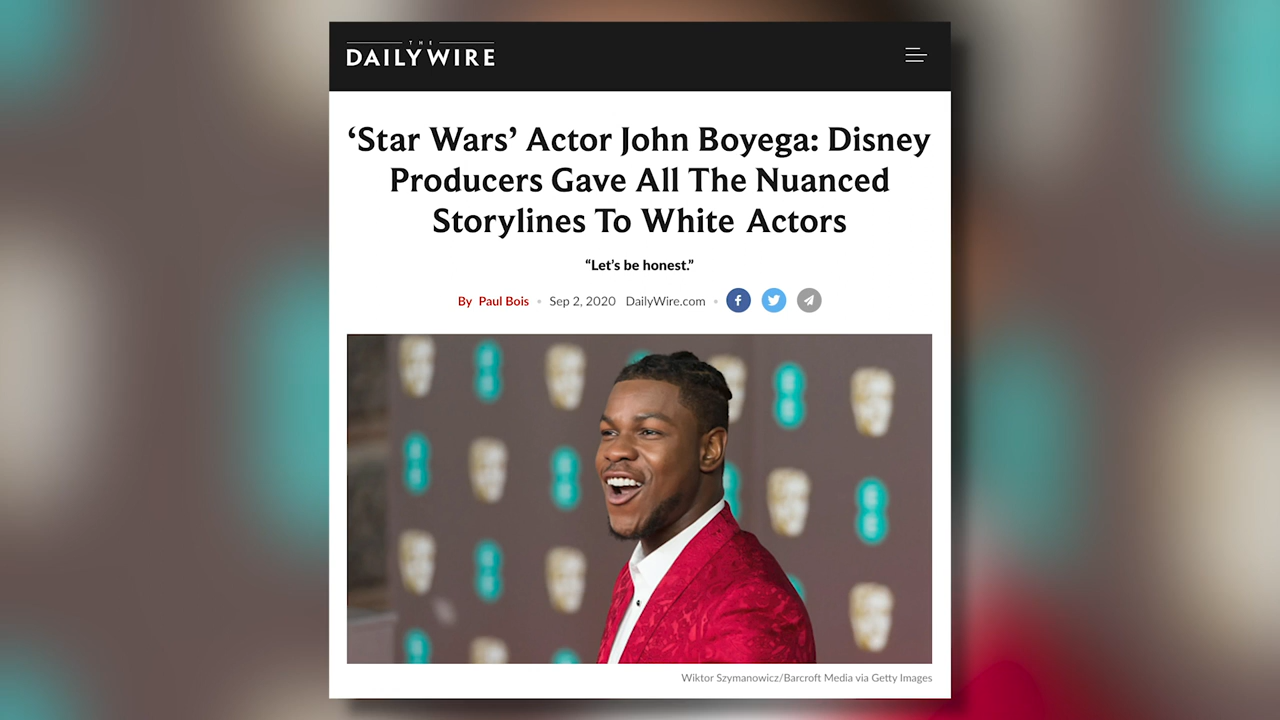 THE
DAILY WIRE
‘Star Wars’ Actor John Boyega: Disney
Producers Gave All The Nuanced
Storylines To White Actors
“Let’s be honest.”
By Paul Bois • Sep 2, 2020 DailyWire.com •
Wiktor Szymanowicz/Barcroft Media via Getty Images